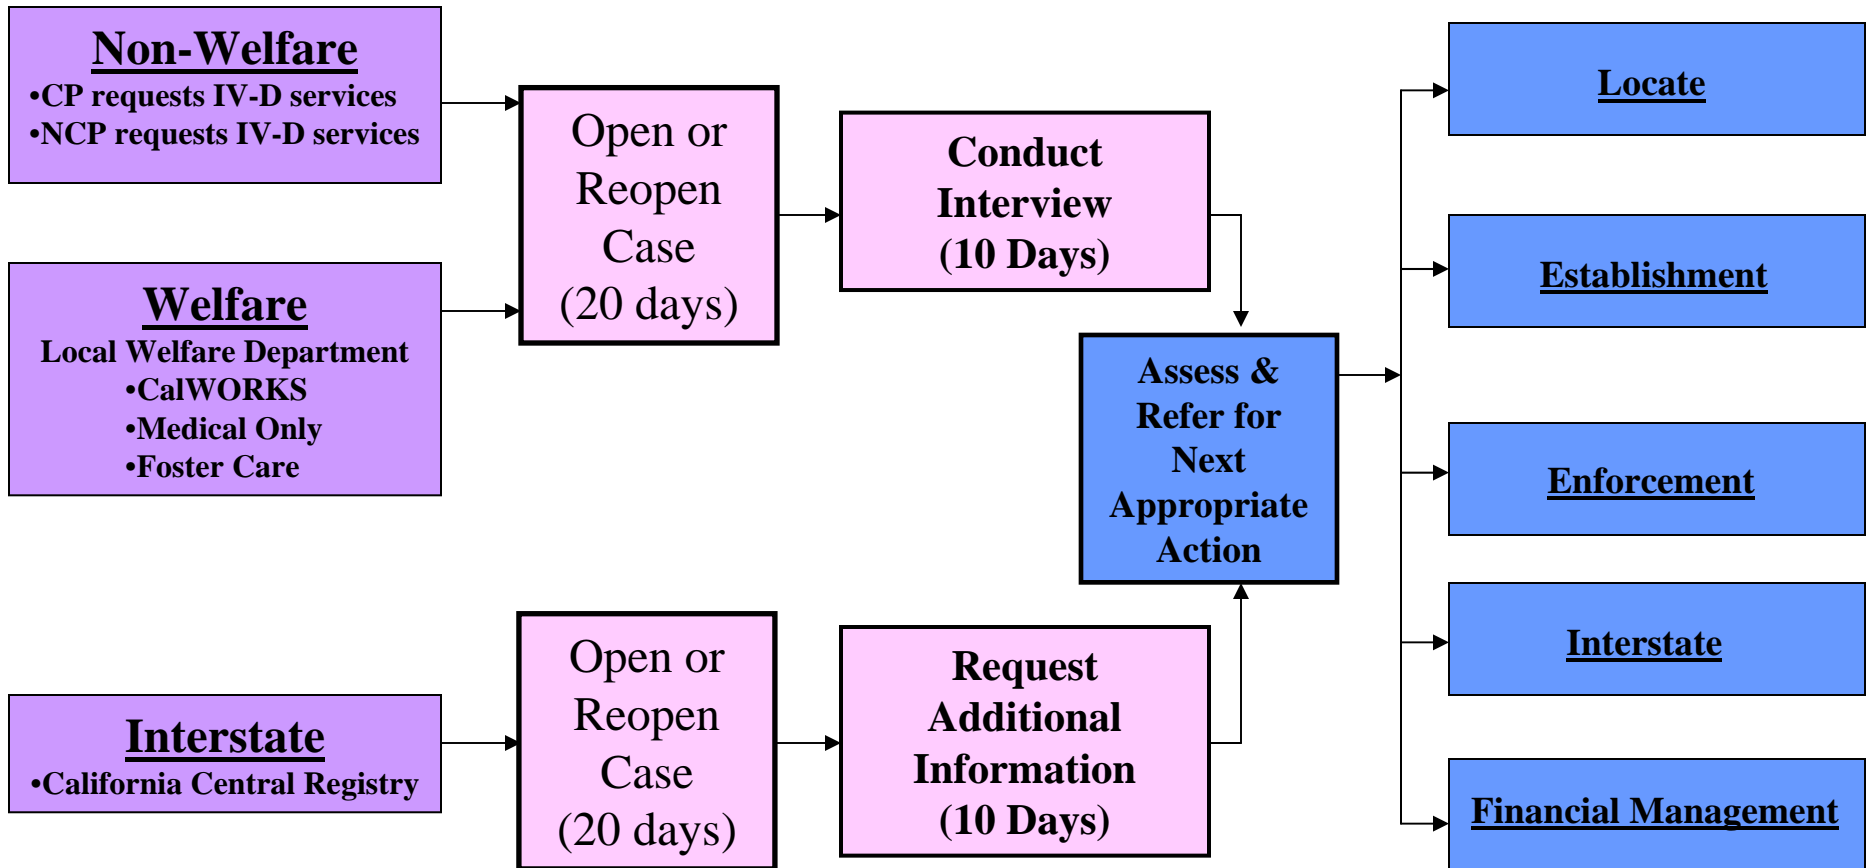 Non-Welfare
•CP requests IV-D services
•NCP requests IV-D services
Welfare
Local Welfare Department
•CalWORKS
•Medical Only
•Foster Care
Interstate
•California Central Registry
Open or
Reopen
Case
(20 days)
Open or
Reopen
Case
(20 days)
Conduct
Interview
(10 Days)
Request
Additional
Information
(10 Days)
Assess &
Refer for
Next
Appropriate
Action
Locate
Establishment
Enforcement
Interstate
Financial Management